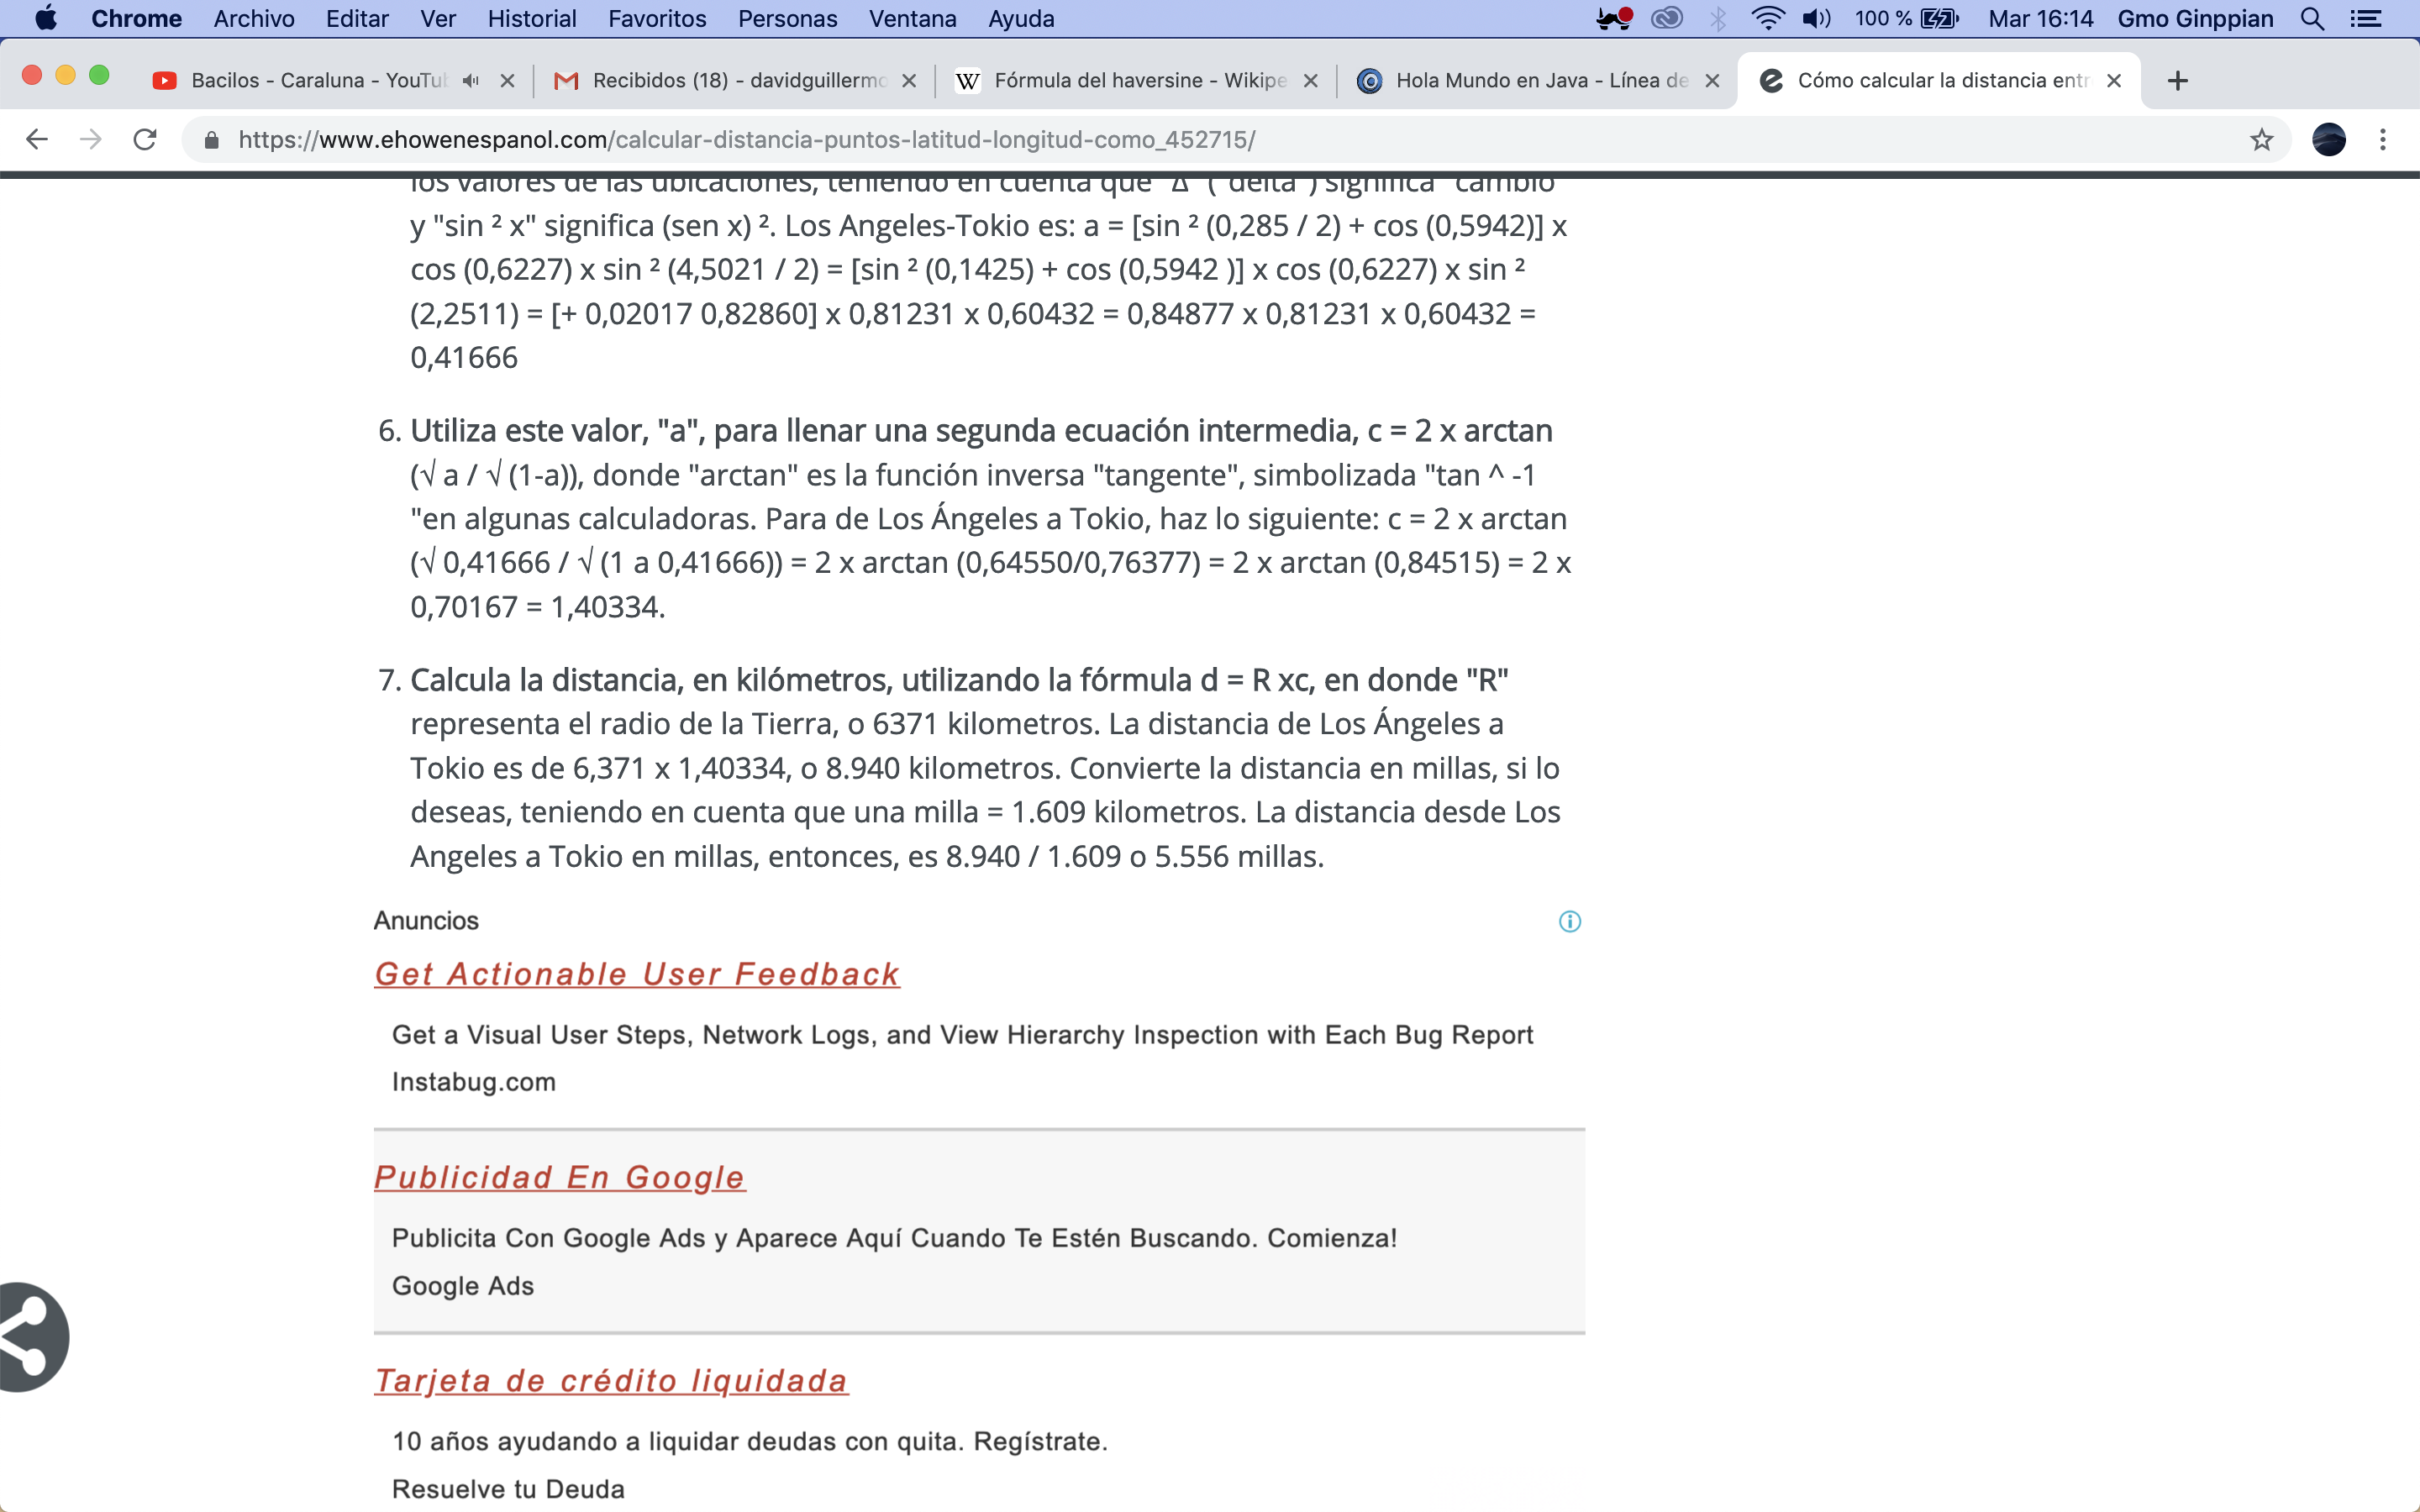 Chrome Archivo Editar Ver Historial Favoritos Personas Ventana Ayuda 100 % Mar 16:14 Gmo Ginppian
Bacilos - Caraluna - YouTu Recibidos (18) - davidguillermo Fórmula del haversine - Wikipe Hola Mundo en Java - Línea de Cómo calcular la distancia entr
https://www.ehowenespanol.com/calcular-distancia-puntos-latitud-longitud-como_452715/
los valores de las ubicaciones, teniendo en cuenta que "Δ" ("delta") significa "cambio"
y "sin ² x" significa (sen x) ². Los Angeles-Tokio es: a = [sin ² (0,285 / 2) + cos (0,5942)] x
cos (0,6227) x sin ² (4,5021 / 2) = [sin ² (0,1425) + cos (0,5942 )] x cos (0,6227) x sin ²
(2,2511) = [+ 0,02017 0,82860] x 0,81231 x 0,60432 = 0,84877 x 0,81231 x 0,60432 =
0,41666
6. Utiliza este valor, "a", para llenar una segunda ecuación intermedia, c = 2 x arctan
(√ a / √ (1-a)), donde "arctan" es la función inversa "tangente", simbolizada "tan ^ -1
"en algunas calculadoras. Para de Los Ángeles a Tokio, haz lo siguiente: c = 2 x arctan
(√ 0,41666 / √ (1 a 0,41666)) = 2 x arctan (0,64550/0,76377) = 2 x arctan (0,84515) = 2 x
0,70167 = 1,40334.
7. Calcula la distancia, en kilómetros, utilizando la fórmula d = R xc, en donde "R"
representa el radio de la Tierra, o 6371 kilometros. La distancia de Los Ángeles a
Tokio es de 6,371 x 1,40334, o 8.940 kilometros. Convierte la distancia en millas, si lo
deseas, teniendo en cuenta que una milla = 1.609 kilometros. La distancia desde Los
Angeles a Tokio en millas, entonces, es 8.940 / 1.609 o 5.556 millas.
Anuncios
Get Actionable User Feedback
Get a Visual User Steps, Network Logs, and View Hierarchy Inspection with Each Bug Report
Instabug.com
Publicidad En Google
Publicita Con Google Ads y Aparece Aquí Cuando Te Estén Buscando. Comienza!
Google Ads
Tarjeta de crédito liquidada
10 años ayudando a liquidar deudas con quita. Regístrate.
Resuelve tu Deuda